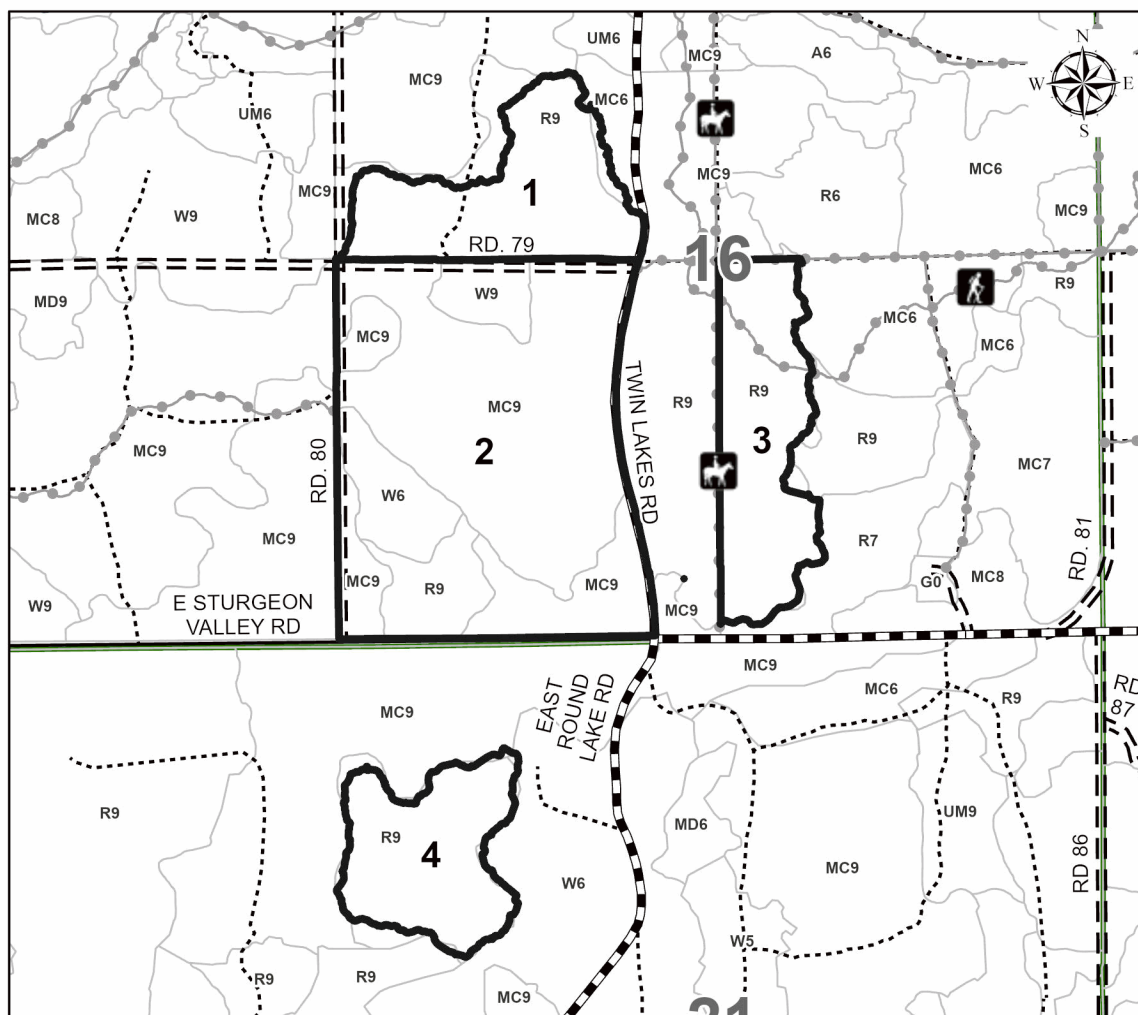 UM6
MC9
A6
N
W
E
S
MC9
MC6
R9
UM6
MC6
MC9
MC9
R6
1
MC9
MC8
W9
RD. 79
16
MD9
W9
R9
MC6
MC9
MC6
TWIN LAKES RD
R9
R9
MC9
3
R9
2
MC9
MC7
RD. 80
W6
MC9
R7
RD. 81
MC9
R9
MC9
G0
MC8
W9
E STURGEON
VALLEY RD
MC9
MC9
MC6
R9
RD
87
EAST
ROUND
LAKE RD
MC9
R9
R9
4
MD6
UM9
MC9
W6
RD 86
W5
R9
R9
MC9
21